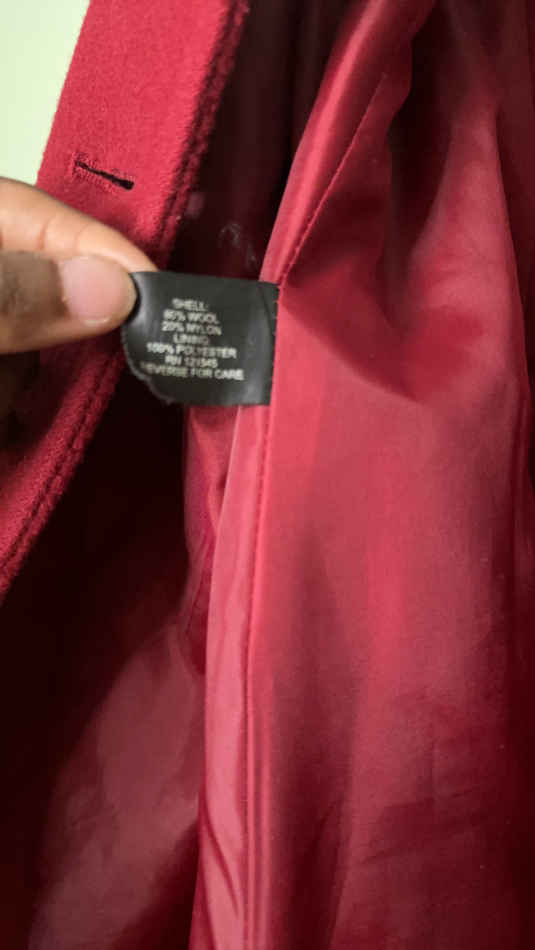 SHELL:
80% WOOL
20% NYLON
LINING
100% POLYESTER
RN 121545
REVERSE FOR CARE